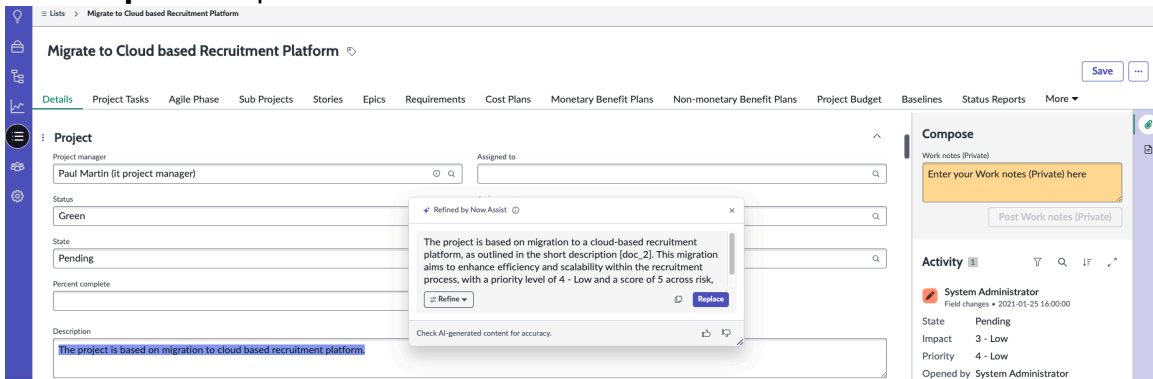 Lists > Migrate to Cloud based Recruitment Platform
Migrate to Cloud based Recruitment Platform
Save
Details Project Tasks Agile Phase Sub Projects Stories Epics Requirements Cost Plans Monetary Benefit Plans Non-monetary Benefit Plans Project Budget Baselines Status Reports More
Project
Project manager
Paul Martin (it project manager)
Assigned to
Status
Green
State
Pending
Percent complete
Description
The project is based on migration to cloud based recruitment platform.
Refined by Now Assist
The project is based on migration to a cloud-based recruitment
platform, as outlined in the short description [doc_2]. This migration
aims to enhance efficiency and scalability within the recruitment
process, with a priority level of 4 - Low and a score of 5 across risk,
Refine
Replace
Check AI-generated content for accuracy.
Compose
Work notes (Private)
Enter your Work notes (Private) here
Post Work notes (Private)
Activity 1
System Administrator
Field changes • 2021-01-25 16:00:00
State Pending
Impact 3 - Low
Priority 4 - Low
Opened by System Administrator